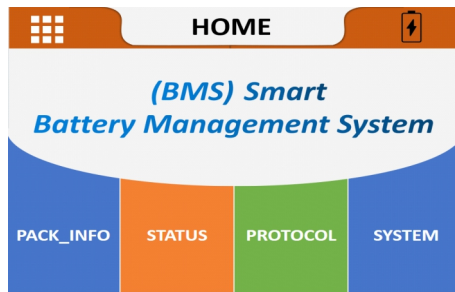 HOME
(BMS) Smart
Battery Management System
PACK_INFO STATUS PROTOCOL SYSTEM